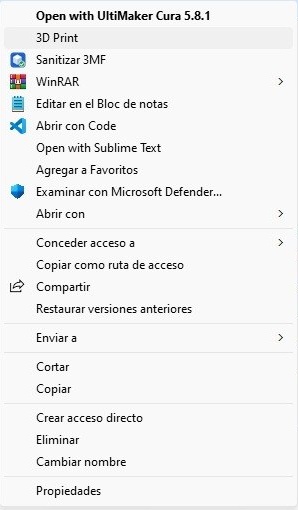 Open with UltiMaker Cura 5.8.1
3D Print
Sanitizar 3MF
WinRAR
Editar en el Bloc de notas
Abrir con Code
Open with Sublime Text
Agregar a Favoritos
Examinar con Microsoft Defender...
Abrir con
Conceder acceso a
Copiar como ruta de acceso
Compartir
Restaurar versiones anteriores
Enviar a
Cortar
Copiar
Crear acceso directo
Eliminar
Cambiar nombre
Propiedades